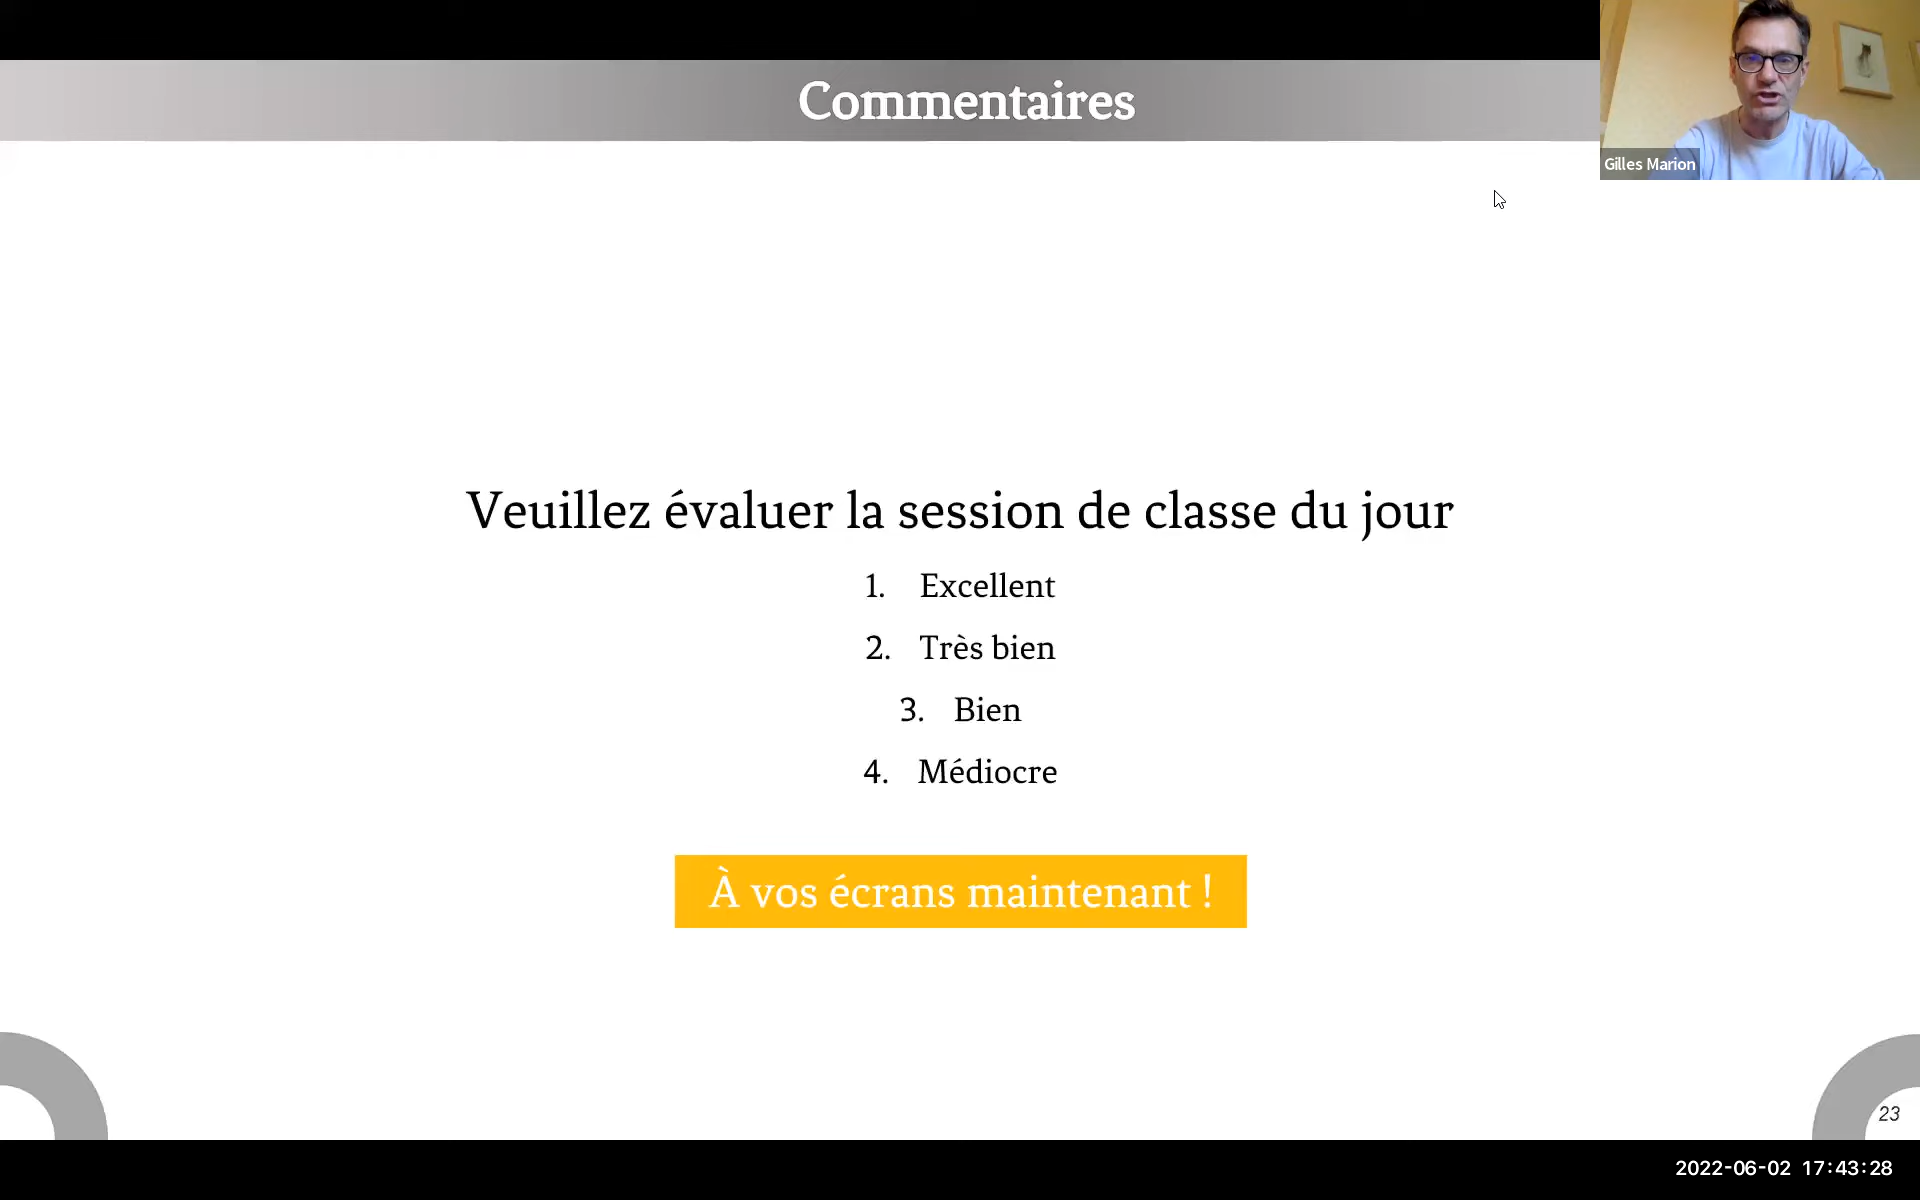 Commentaires
Gilles Marion
Veuillez évaluer la session de classe du jour
1. Excellent
2. Très bien
3. Bien
4. Médiocre
À vos écrans maintenant !
23
2022-06-02 17:43:28